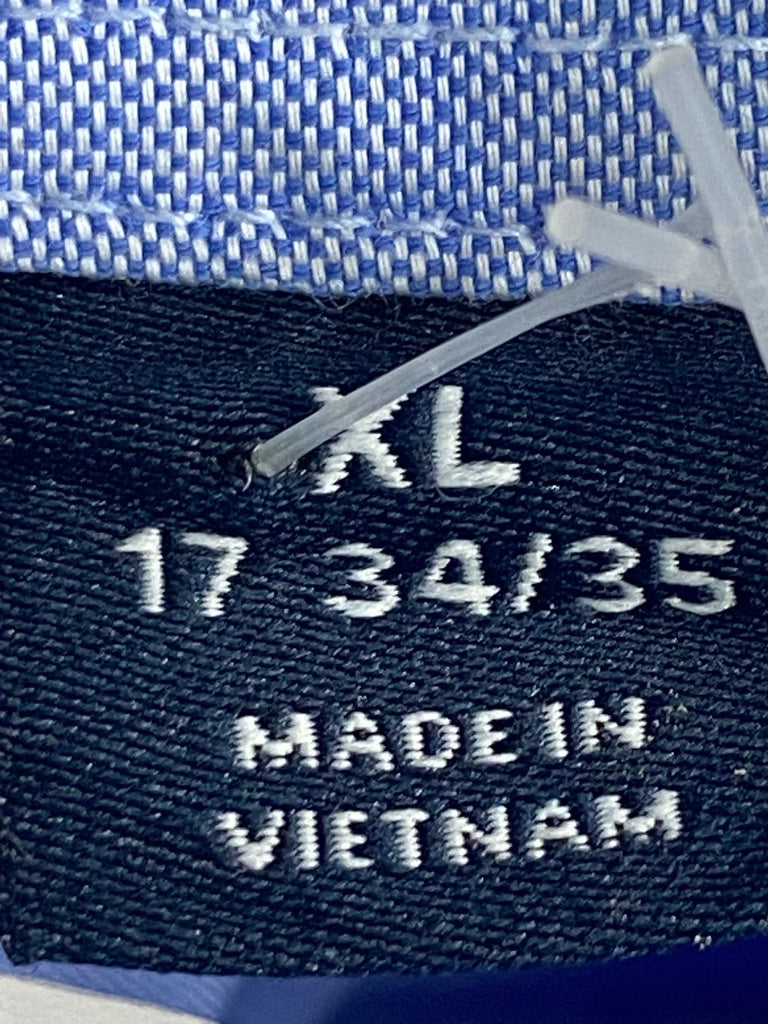 XL
17 34/35
MADE IN
VIETNAM